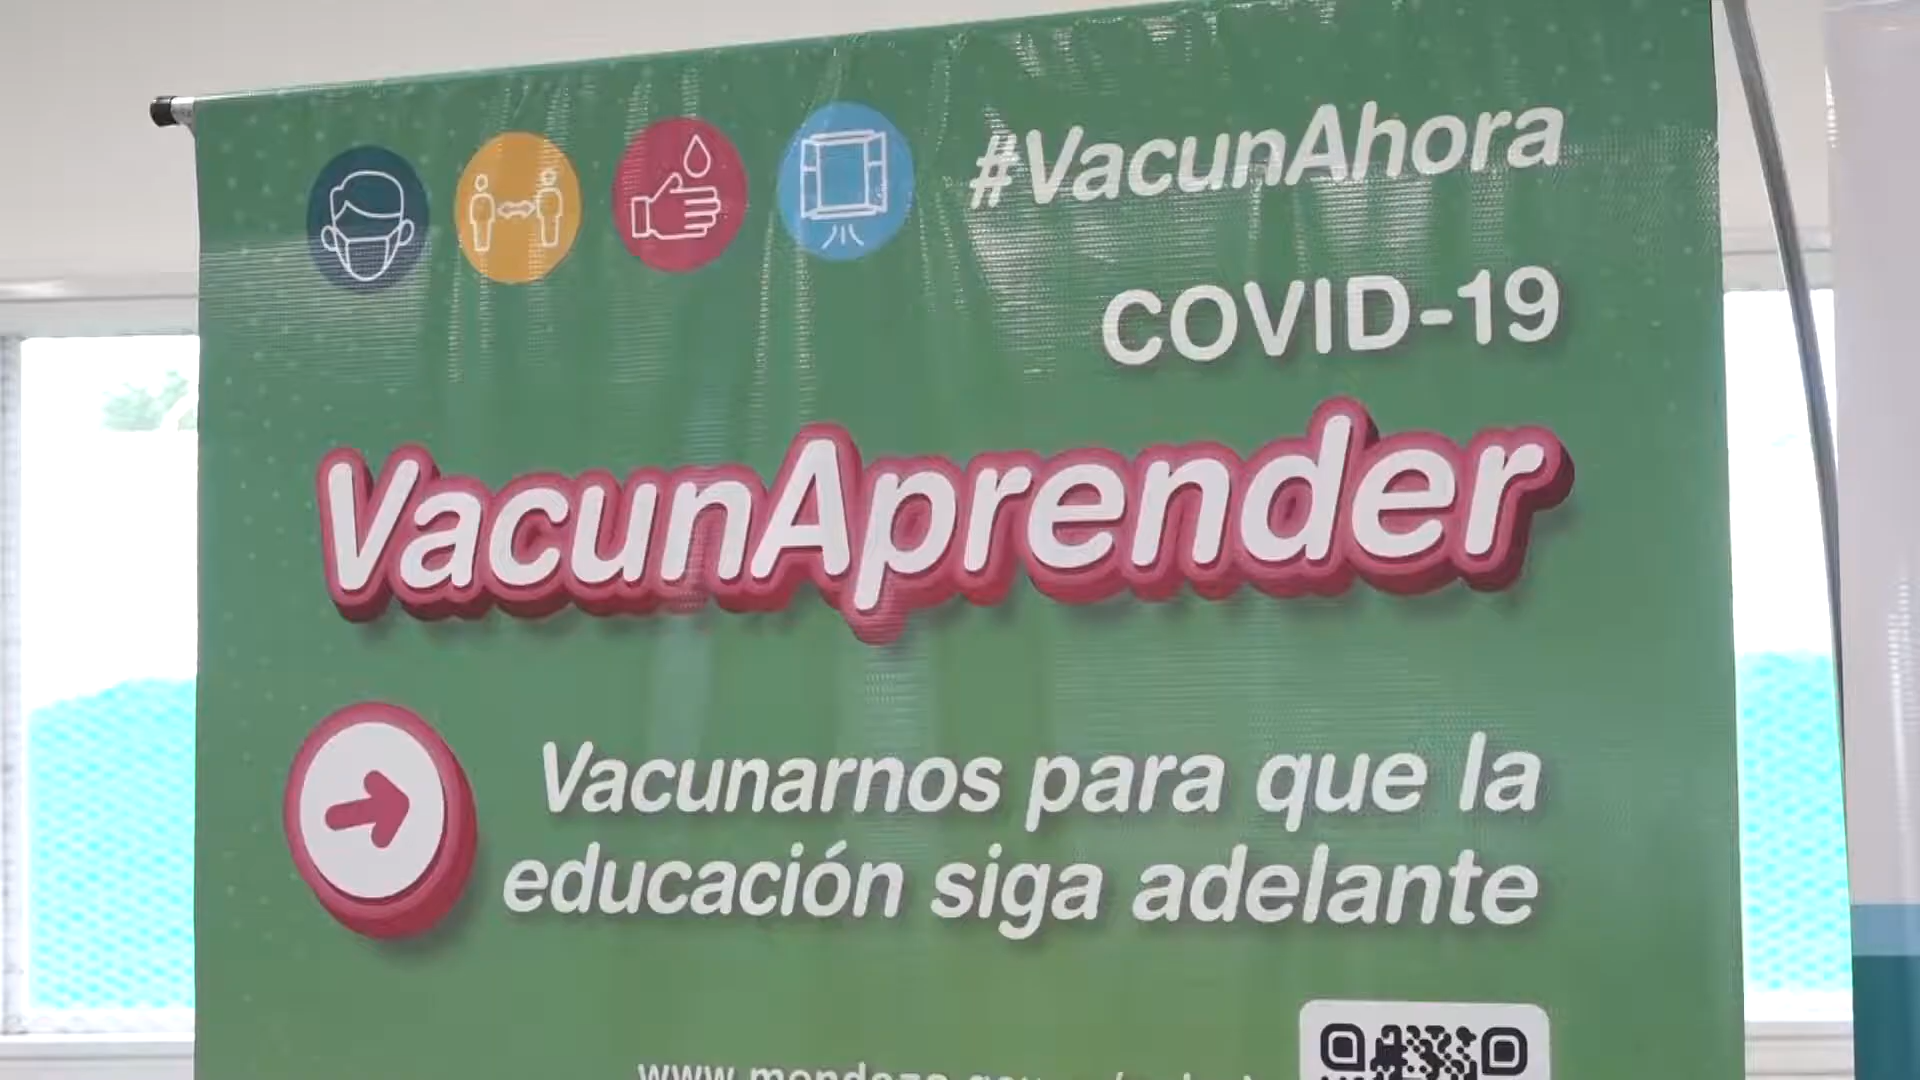 #VacunAhora
COVID-19
VacunAprender
Vacunarnos para que la
educación siga adelante